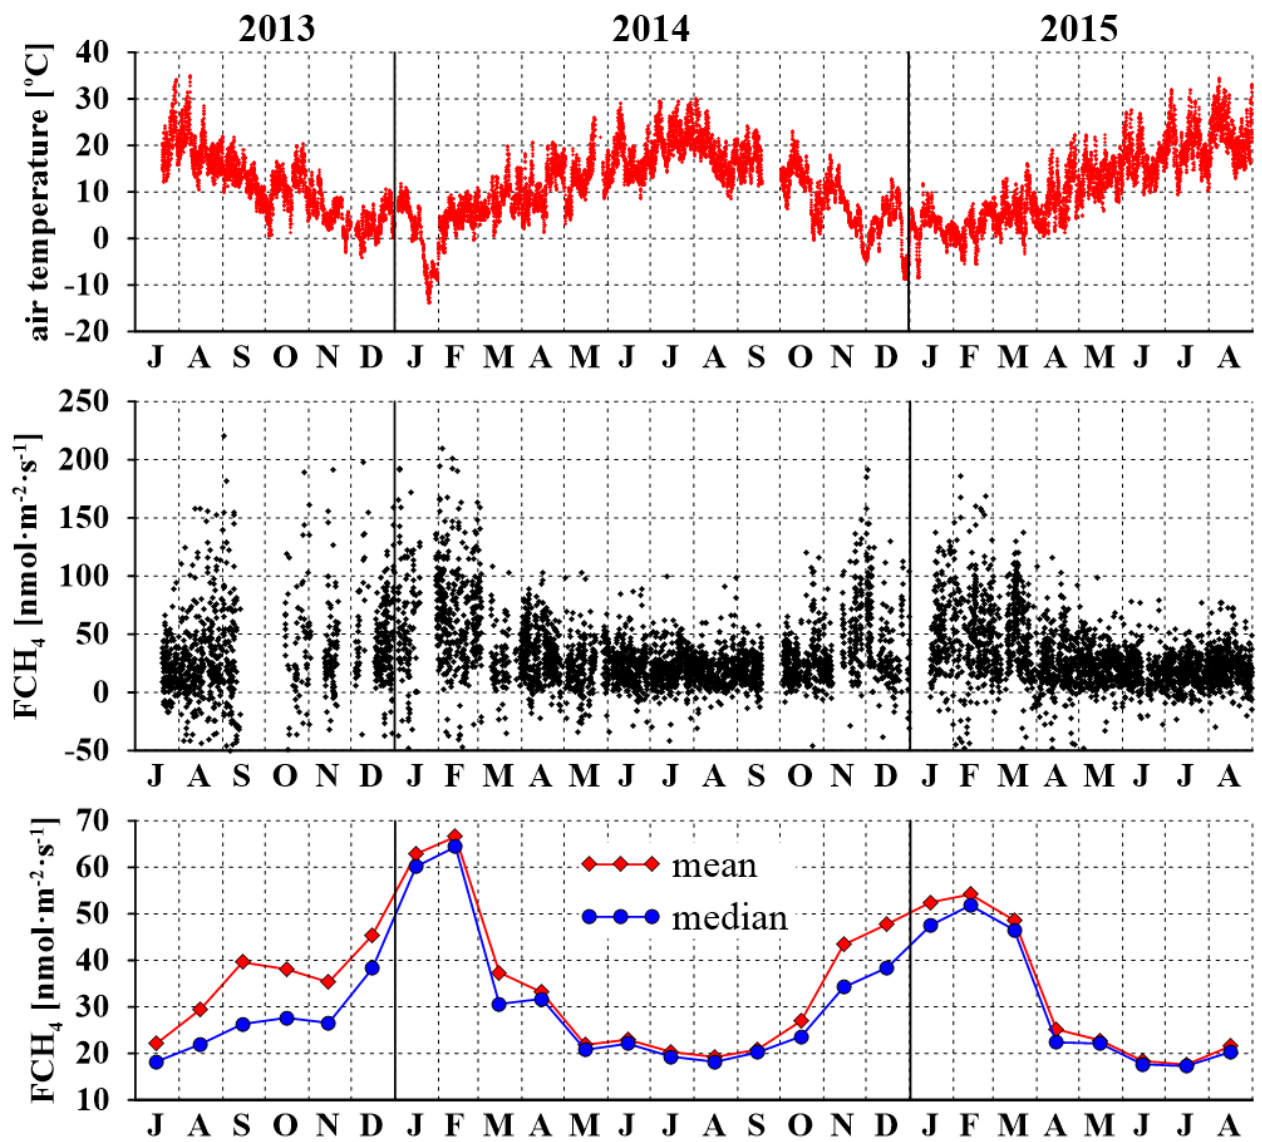 2013 2014 2015
air temperature [°C]
40
30
20
10
0
-10
-20
J A S O N D J F M A M J J A S O N D J F M A M J J A
FCH₄ [nmol·m⁻²·s⁻¹]
250
200
150
100
50
0
-50
J A S O N D J F M A M J J A S O N D J F M A M J J A
FCH₄ [nmol·m⁻²·s⁻¹]
70
60
50
40
30
20
10
mean
median
J A S O N D J F M A M J J A S O N D J F M A M J J A